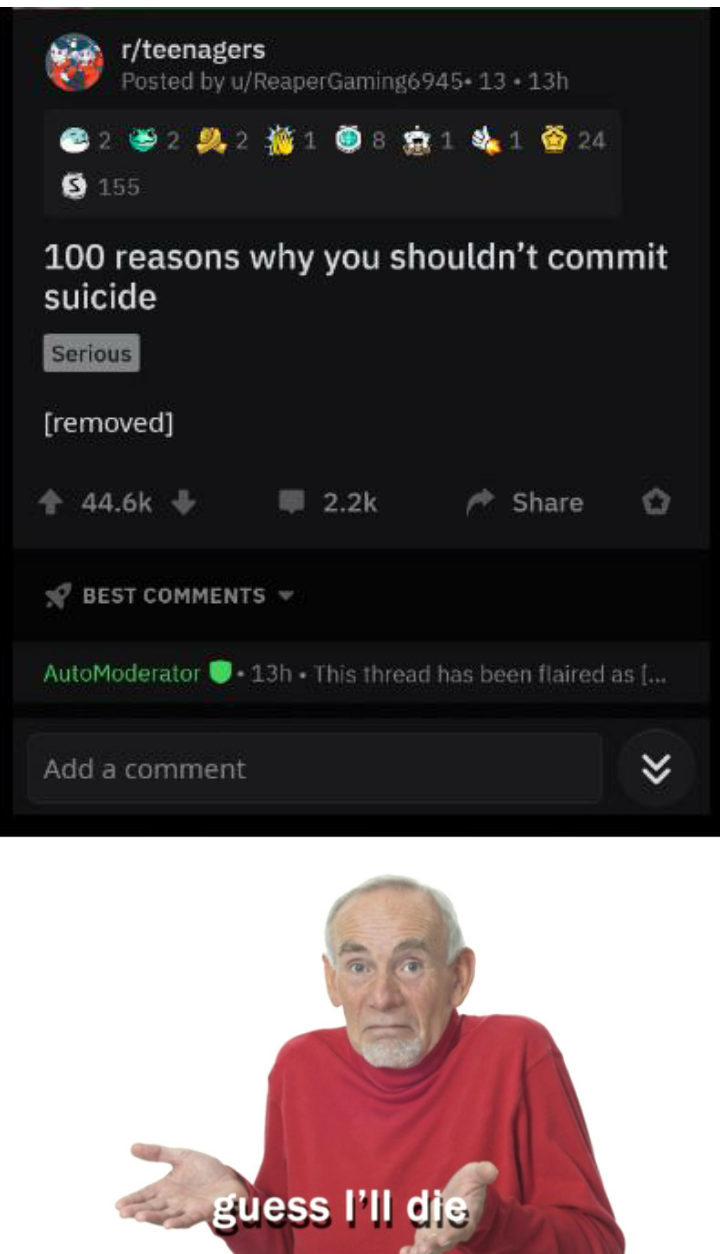 r/teenagers
Posted by u/ReaperGaming6945• 13 • 13h
2 2 2 1 8 1 1 24
S 155
100 reasons why you shouldn’t commit
suicide
Serious
[removed]
44.6k 2.2k Share
BEST COMMENTS
AutoModerator • 13h • This thread has been flaired as [...
Add a comment
guess I'll die